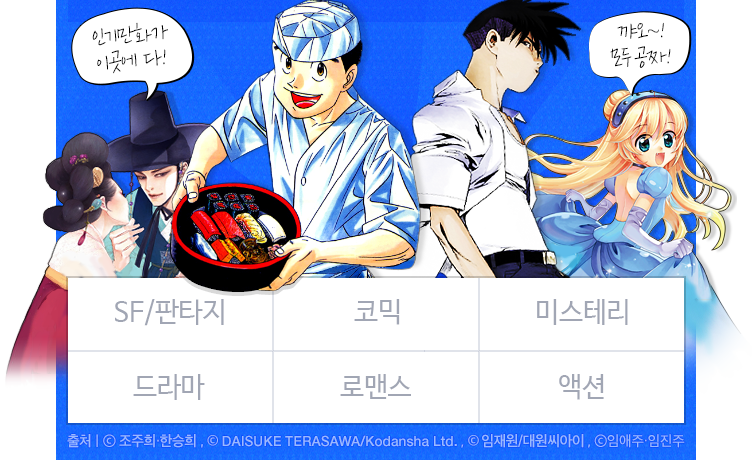 인기만화가
이곳에 다!
꺄오~!
모두 공짜!
SF/판타지
코믹
미스테리
드라마
로맨스
액션
출처 | ⓒ 조주희·한승희 , © DAISUKE TERASAWA/Kodansha Ltd. , © 임재원/대원씨아이 , ⓒ임애주·임진주